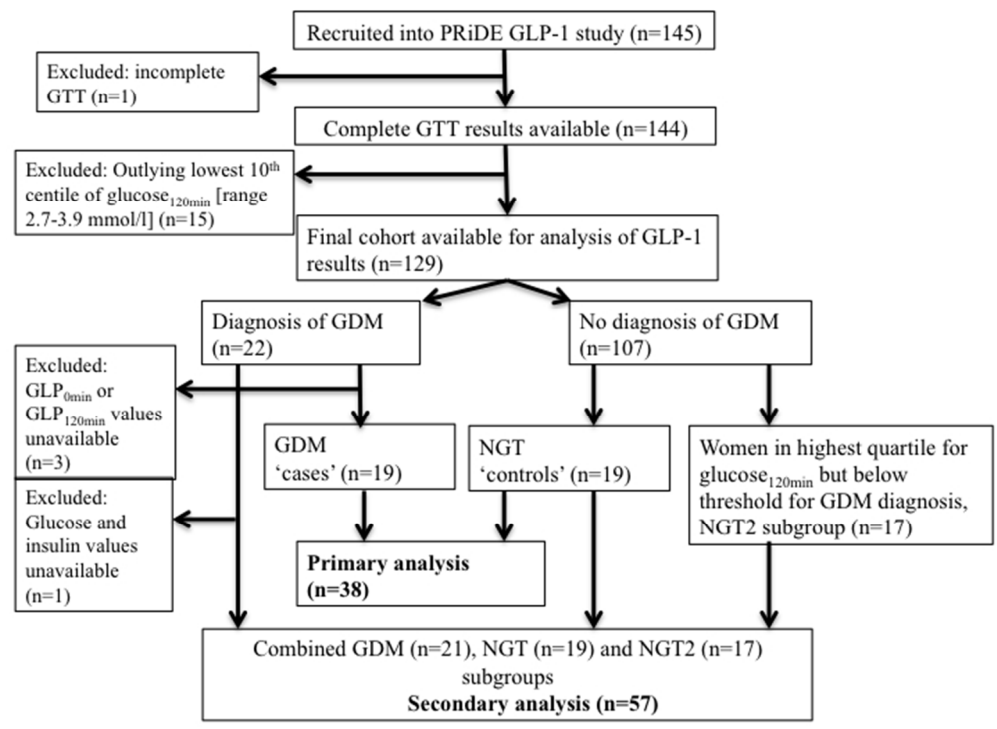 Recruited into PRiDE GLP-1 study (n=145)
Excluded: incomplete
GTT (n=1)
Complete GTT results available (n=144)
Excluded: Outlying lowest 10th
centile of glucose120min [range
2.7-3.9 mmol/l] (n=15)
Final cohort available for analysis of GLP-1
results (n=129)
Diagnosis of GDM
(n=22)
No diagnosis of GDM
(n=107)
Excluded:
GLP0min or
GLP120min values
unavailable
(n=3)
GDM
‘cases’ (n=19)
NGT
‘controls’ (n=19)
Women in highest quartile for
glucose120min but below
threshold for GDM diagnosis,
NGT2 subgroup (n=17)
Excluded:
Glucose and
insulin values
unavailable
(n=1)
Primary analysis
(n=38)
Combined GDM (n=21), NGT (n=19) and NGT2 (n=17)
subgroups
Secondary analysis (n=57)